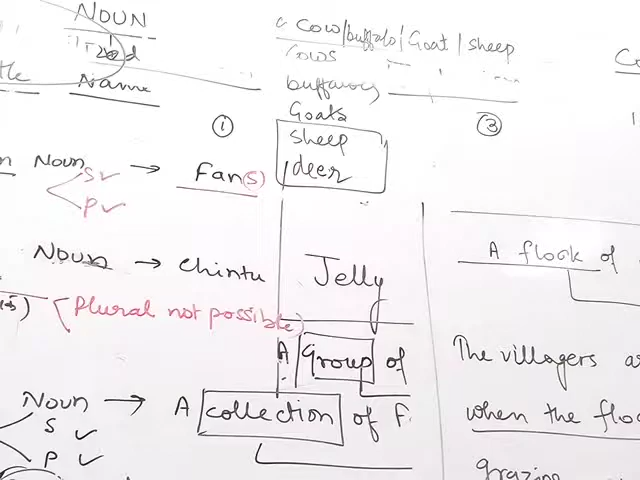 NOUN
Name
Cow/buffalo/Goat/sheep
Cows
Goats
sheep
deer
① ③
Noun → Fan(s)
S ✓
P ✓
Noun → Chintu
Jelly
(Plural not possible)
A flock of
A Group of
The villagers
Noun → A collection of F
S ✓
P ✓
when the floc
grazing